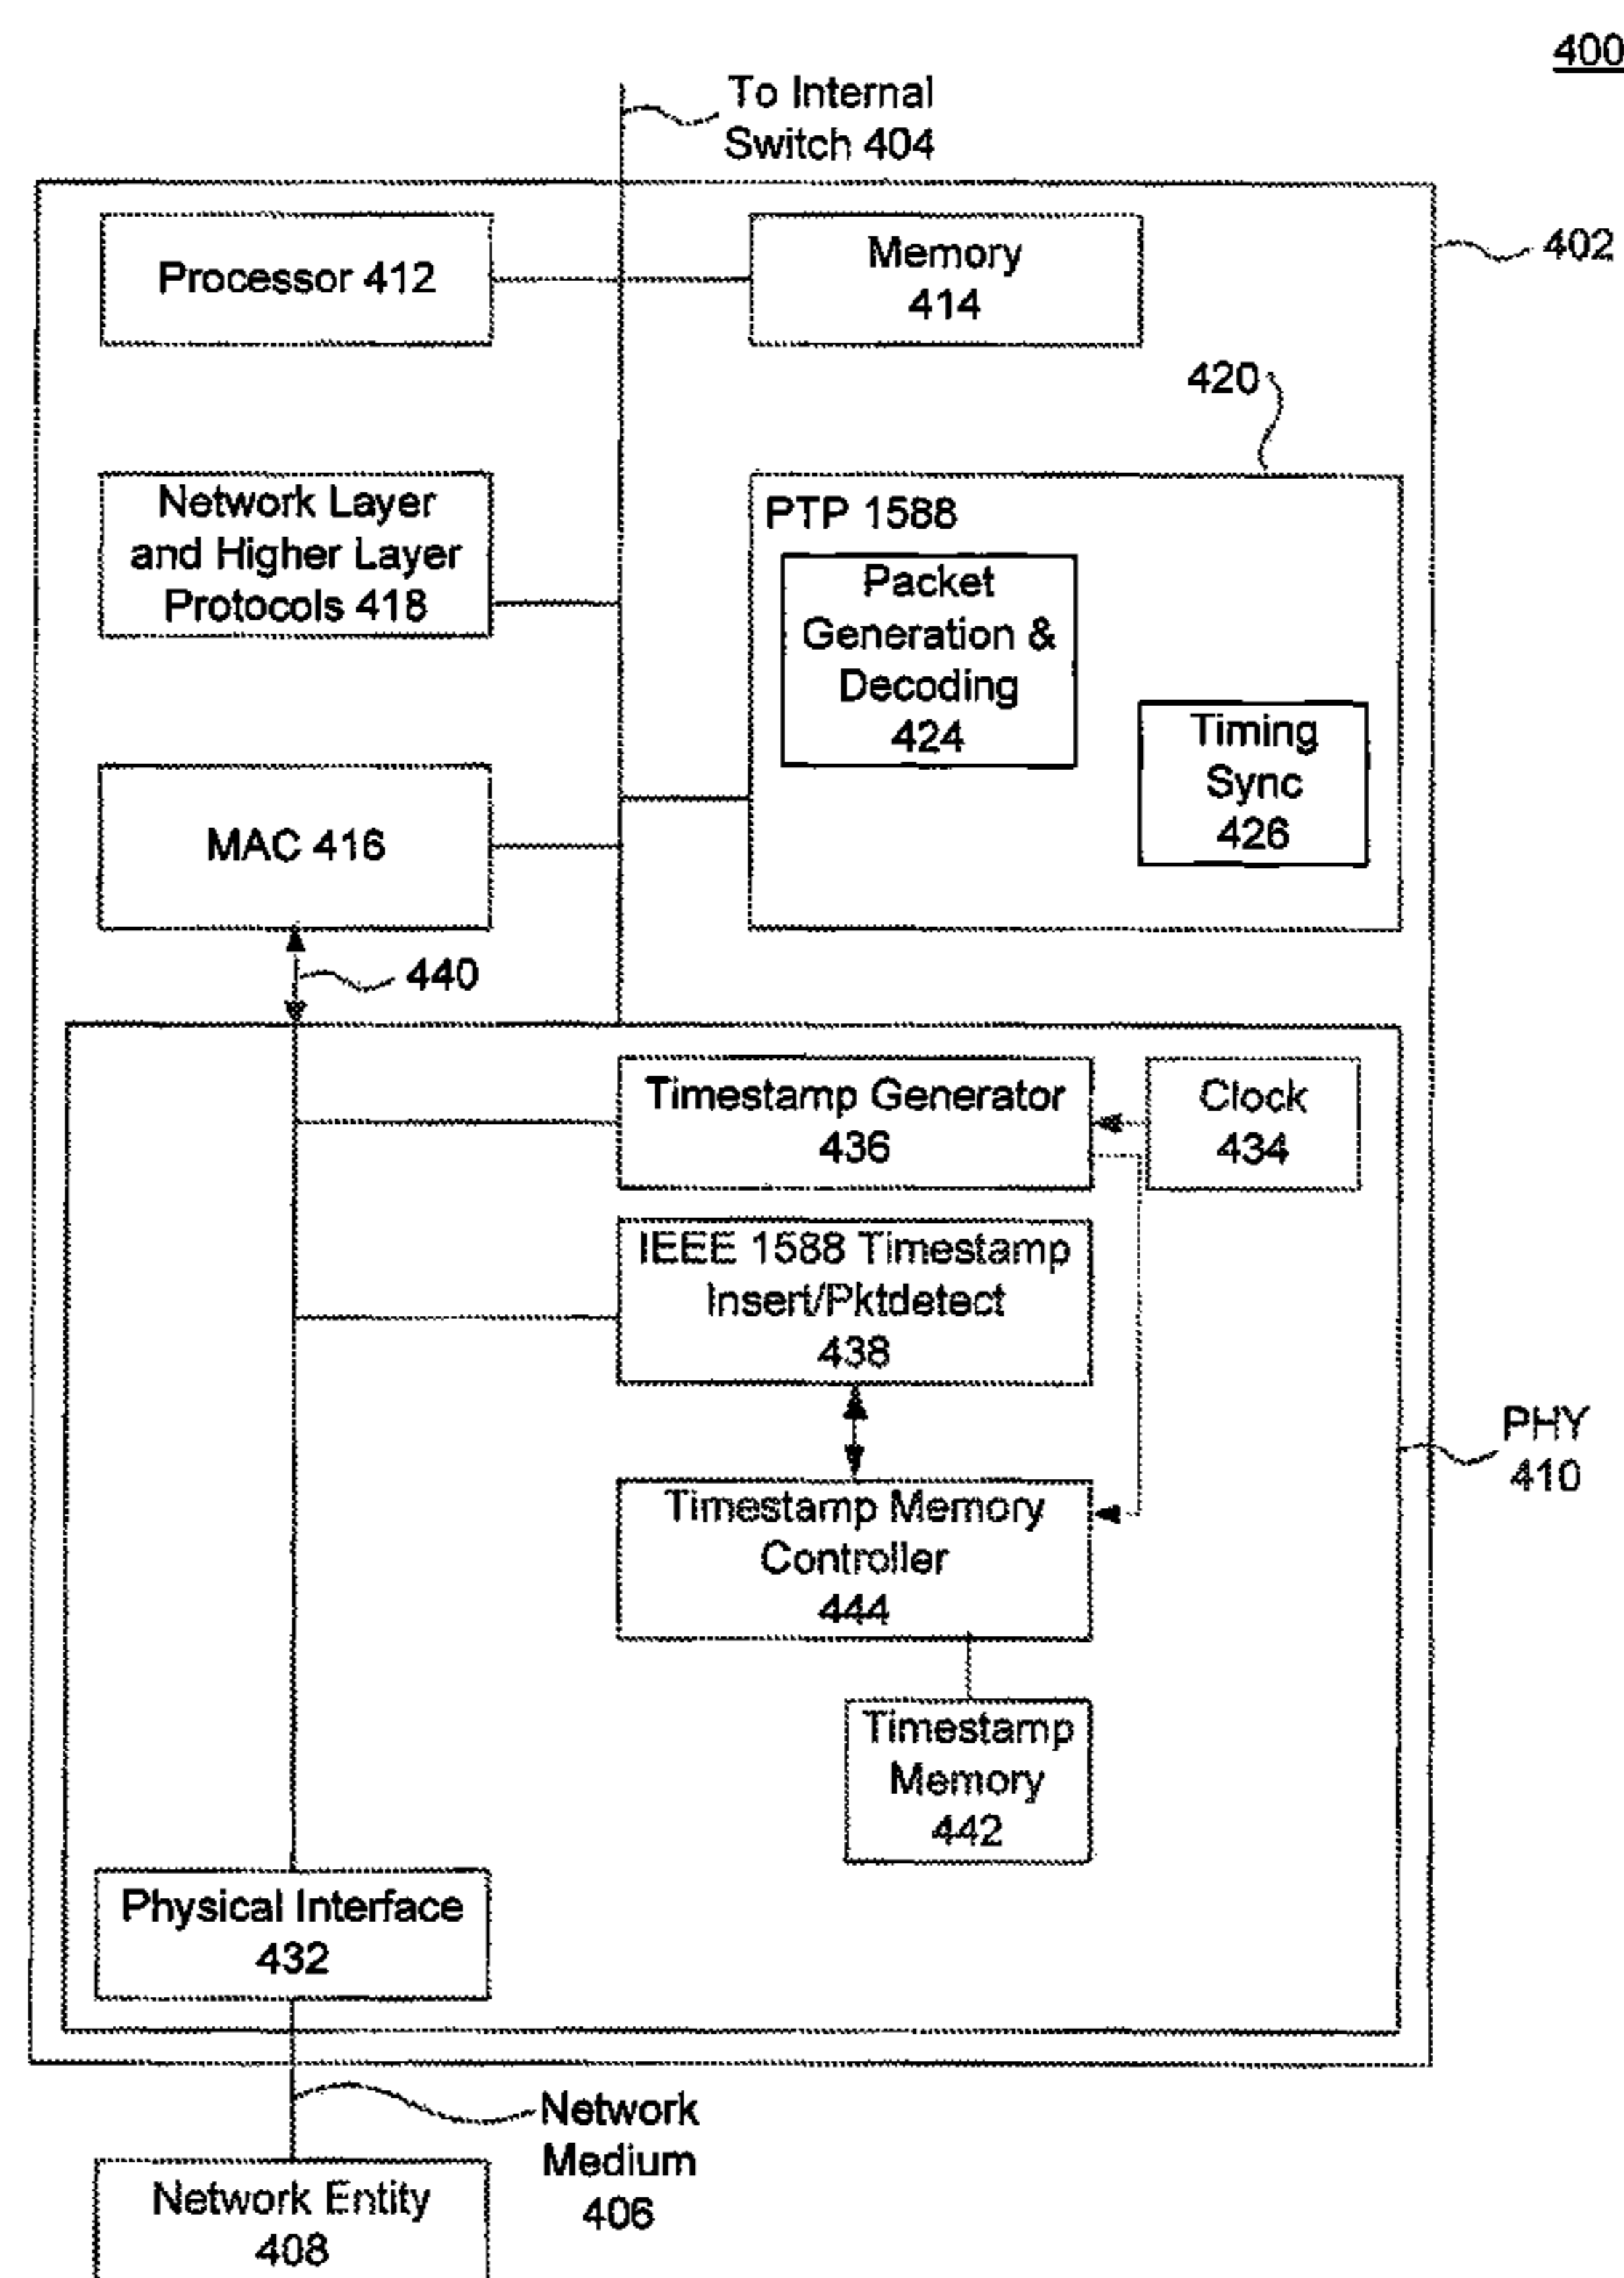 400
To Internal
Switch 404
Processor 412
Memory
414
402
420
Network Layer
and Higher Layer
Protocols 418
PTP 1588
Packet
Generation &
Decoding
424
Timing
Sync
426
MAC 416
440
Timestamp Generator
436
Clock
434
IEEE 1588 Timestamp
Insert/Pktdetect
438
PHY
410
Timestamp Memory
Controller
444
Timestamp
Memory
442
Physical Interface
432
Network
Medium
406
Network Entity
408